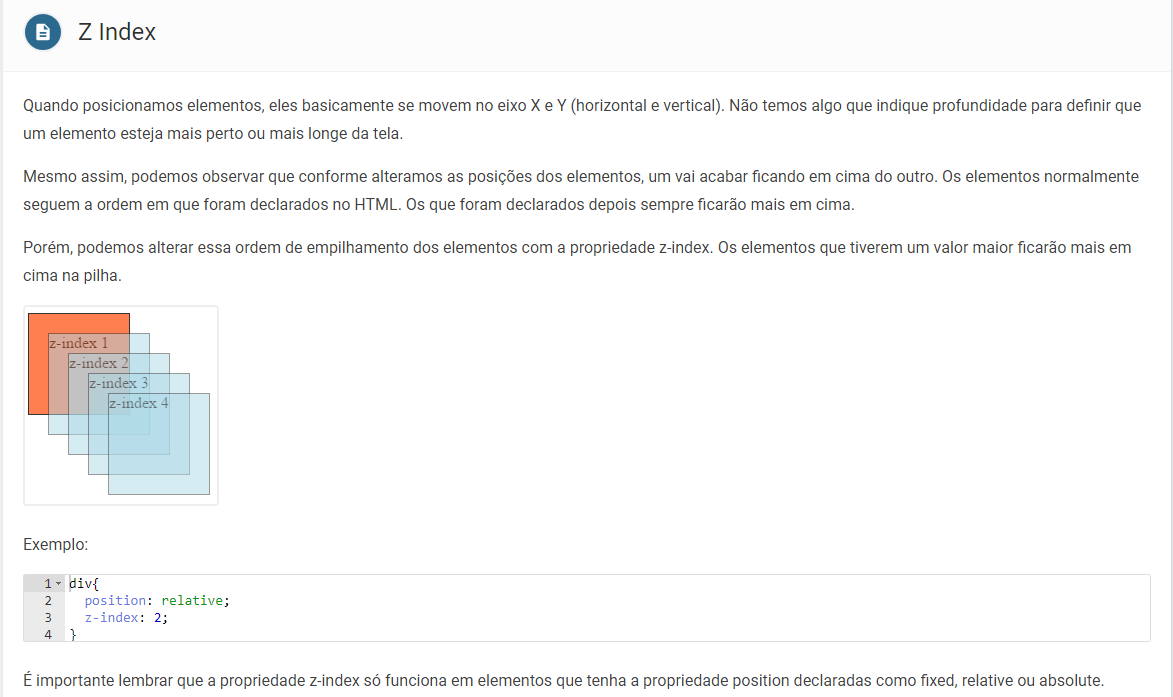 Z Index
Quando posicionamos elementos, eles basicamente se movem no eixo X e Y (horizontal e vertical). Não temos algo que indique profundidade para definir que
um elemento esteja mais perto ou mais longe da tela.
Mesmo assim, podemos observar que conforme alteramos as posições dos elementos, um vai acabar ficando em cima do outro. Os elementos normalmente
seguem a ordem em que foram declarados no HTML. Os que foram declarados depois sempre ficarão mais em cima.
Porém, podemos alterar essa ordem de empilhamento dos elementos com a propriedade z-index. Os elementos que tiverem um valor maior ficarão mais em
cima na pilha.
z-index 1
z-index 2
z-index 3
z-index 4
Exemplo:
1 div{
2 position: relative;
3 z-index: 2;
4 }
É importante lembrar que a propriedade z-index só funciona em elementos que tenha a propriedade position declaradas como fixed, relative ou absolute.